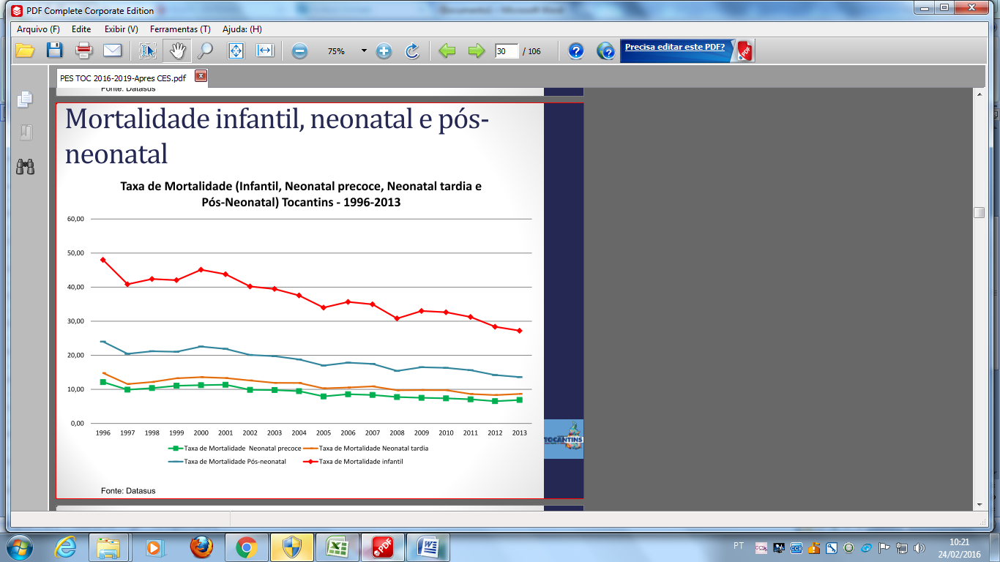 PDF Complete Corporate Edition
Arquivo (F) Edite Exibir (V) Ferramentas (T) Ajuda: (H)
75% 30 / 106 Precisa editar este PDF? PDF
PES TOC 2016-2019-Apres CES.pdf
Fonte: Datasus
Mortalidade infantil, neonatal e pós-
neonatal
Taxa de Mortalidade (Infantil, Neonatal precoce, Neonatal tardia e
Pós-Neonatal) Tocantins - 1996-2013
60,00
50,00
40,00
30,00
20,00
10,00
0,00
1996 1997 1998 1999 2000 2001 2002 2003 2004 2005 2006 2007 2008 2009 2010 2011 2012 2013
Taxa de Mortalidade Neonatal precoce Taxa de Mortalidade Neonatal tardia
Taxa de Mortalidade Pós-neonatal Taxa de Mortalidade infantil
TOCANTINS
Fonte: Datasus
PT 10:21
24/02/2016